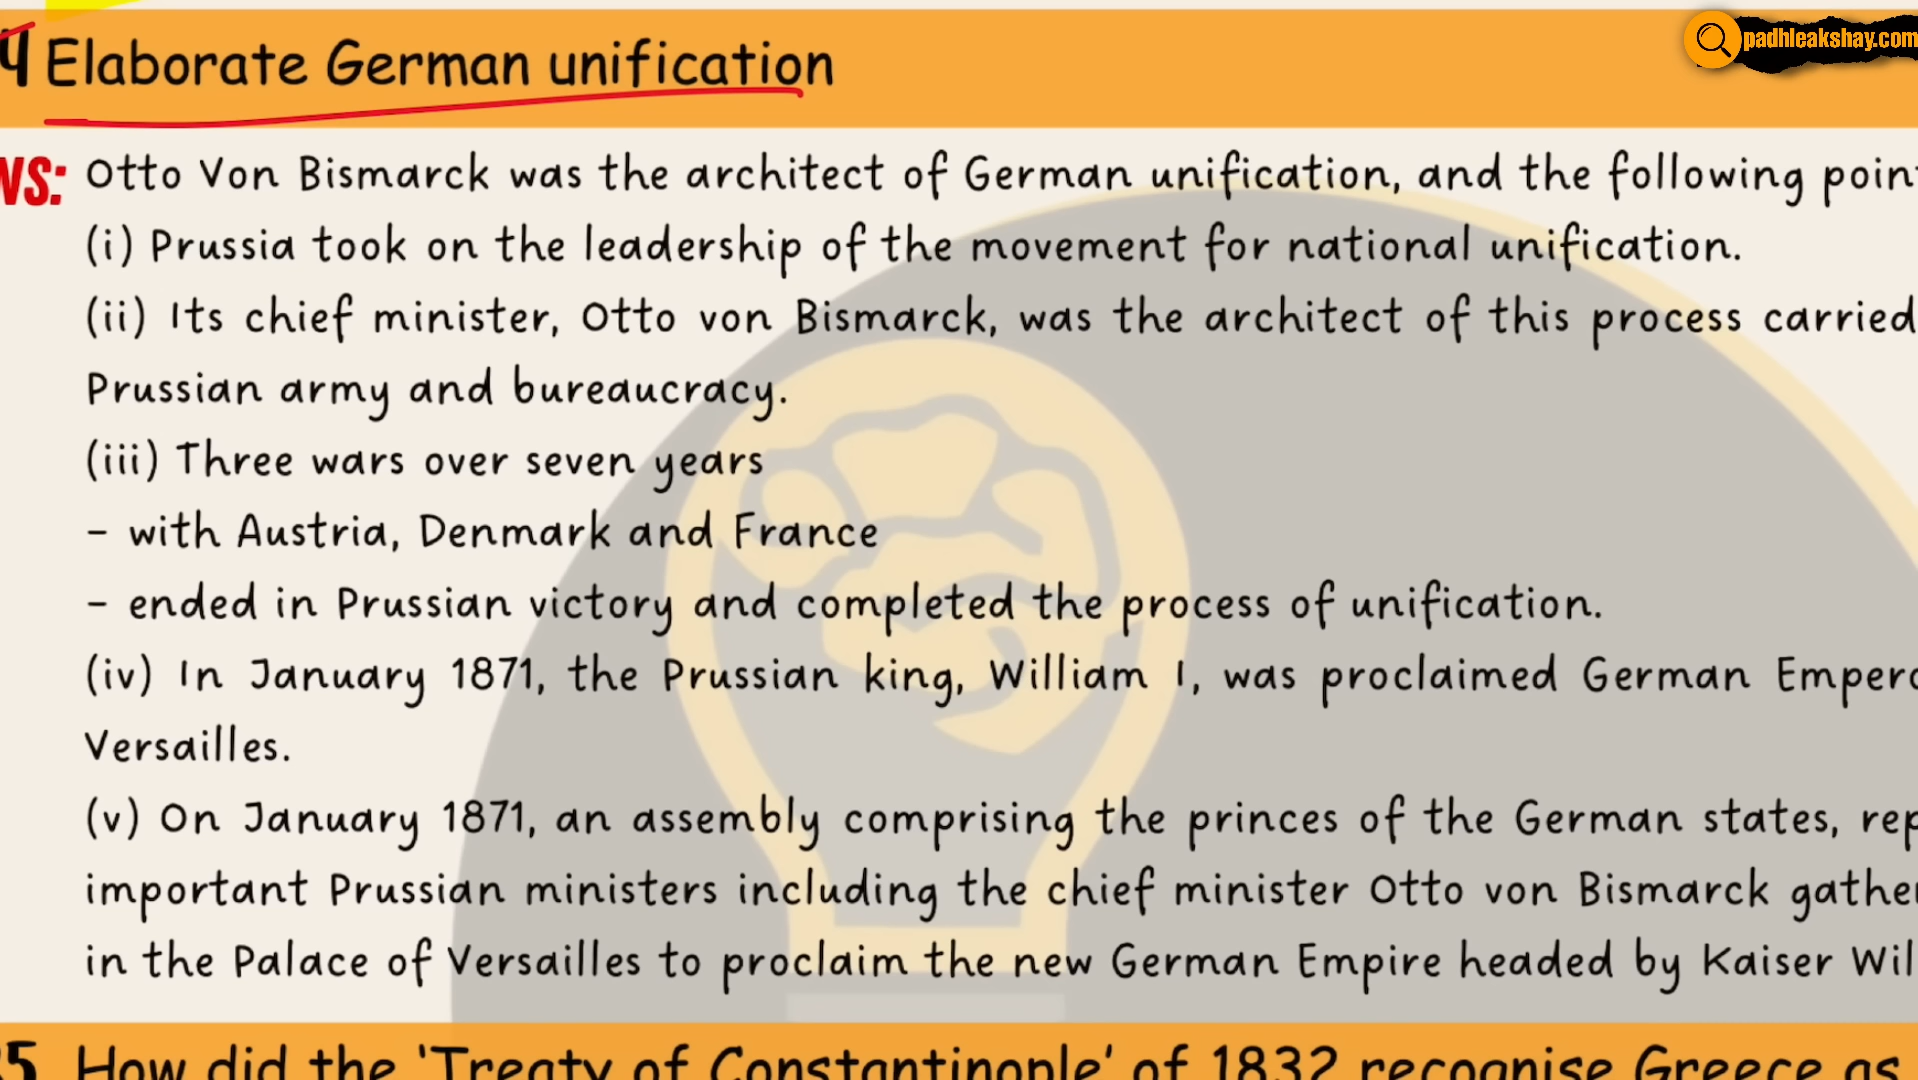 padhleakshay.com
4 Elaborate German unification
NS: Otto Von Bismarck was the architect of German unification, and the following
(i) Prussia took on the leadership of the movement for national unification.
(ii) Its chief minister, Otto von Bismarck, was the architect of this process carried
Prussian army and bureaucracy.
(iii) Three wars over seven years
- with Austria, Denmark and France
- ended in Prussian victory and completed the process of unification.
(iv) In January 1871, the Prussian king, William I, was proclaimed German
Versailles.
(v) On January 1871, an assembly comprising the princes of the German states,
important Prussian ministers including the chief minister Otto von Bismarck
in the Palace of Versailles to proclaim the new German Empire headed by Kaiser
5 How did the 'Treaty of Constantinople' of 1832 recognise Greece as